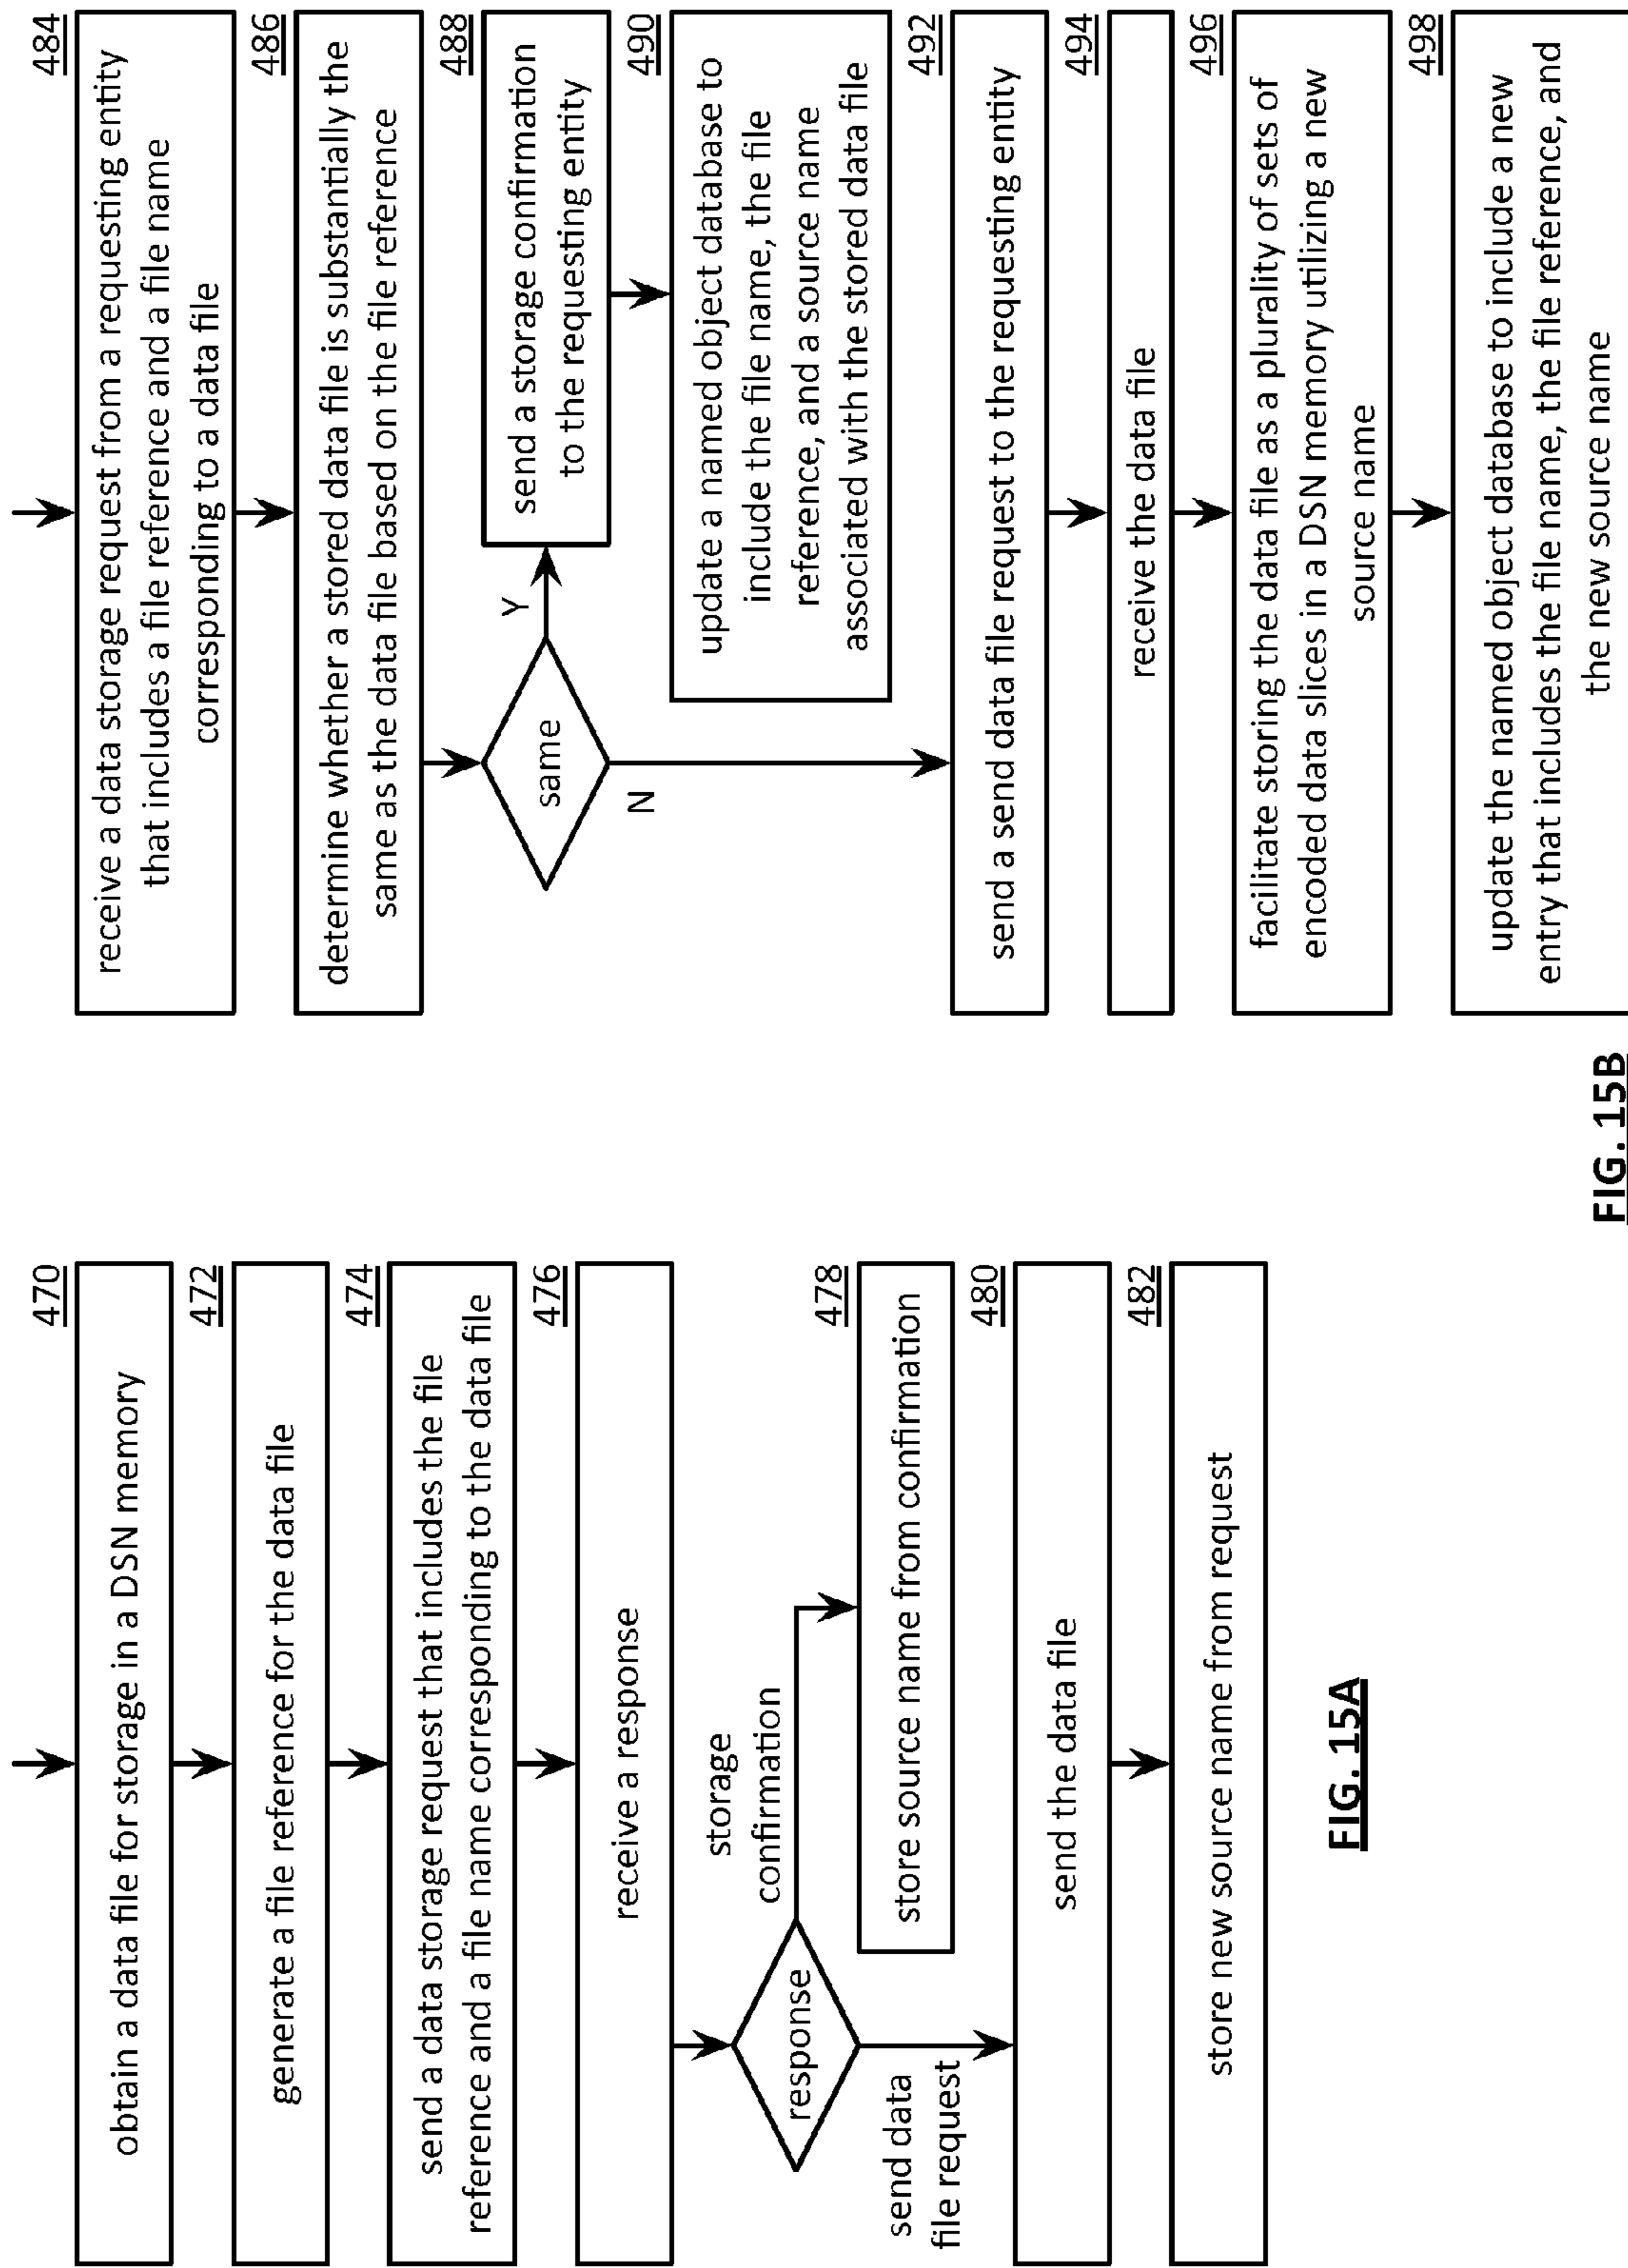 470
obtain a data file for storage in a DSN memory
472
generate a file reference for the data file
474
send a data storage request that includes the file
reference and a file name corresponding to the data file
476
receive a response
response
storage
confirmation
478
store source name from confirmation
send data
file request
480
send the data file
482
store new source name from request
FIG. 15A
484
receive a data storage request from a requesting entity
that includes a file reference and a file name
corresponding to a data file
486
determine whether a stored data file is substantially the
same as the data file based on the file reference
same
Y
488
send a storage confirmation
to the requesting entity
490
update a named object database to
include the file name, the file
reference, and a source name
associated with the stored data file
N
492
send a send data file request to the requesting entity
494
receive the data file
496
facilitate storing the data file as a plurality of sets of
encoded data slices in a DSN memory utilizing a new
source name
498
update the named object database to include a new
entry that includes the file name, the file reference, and
the new source name
FIG. 15B